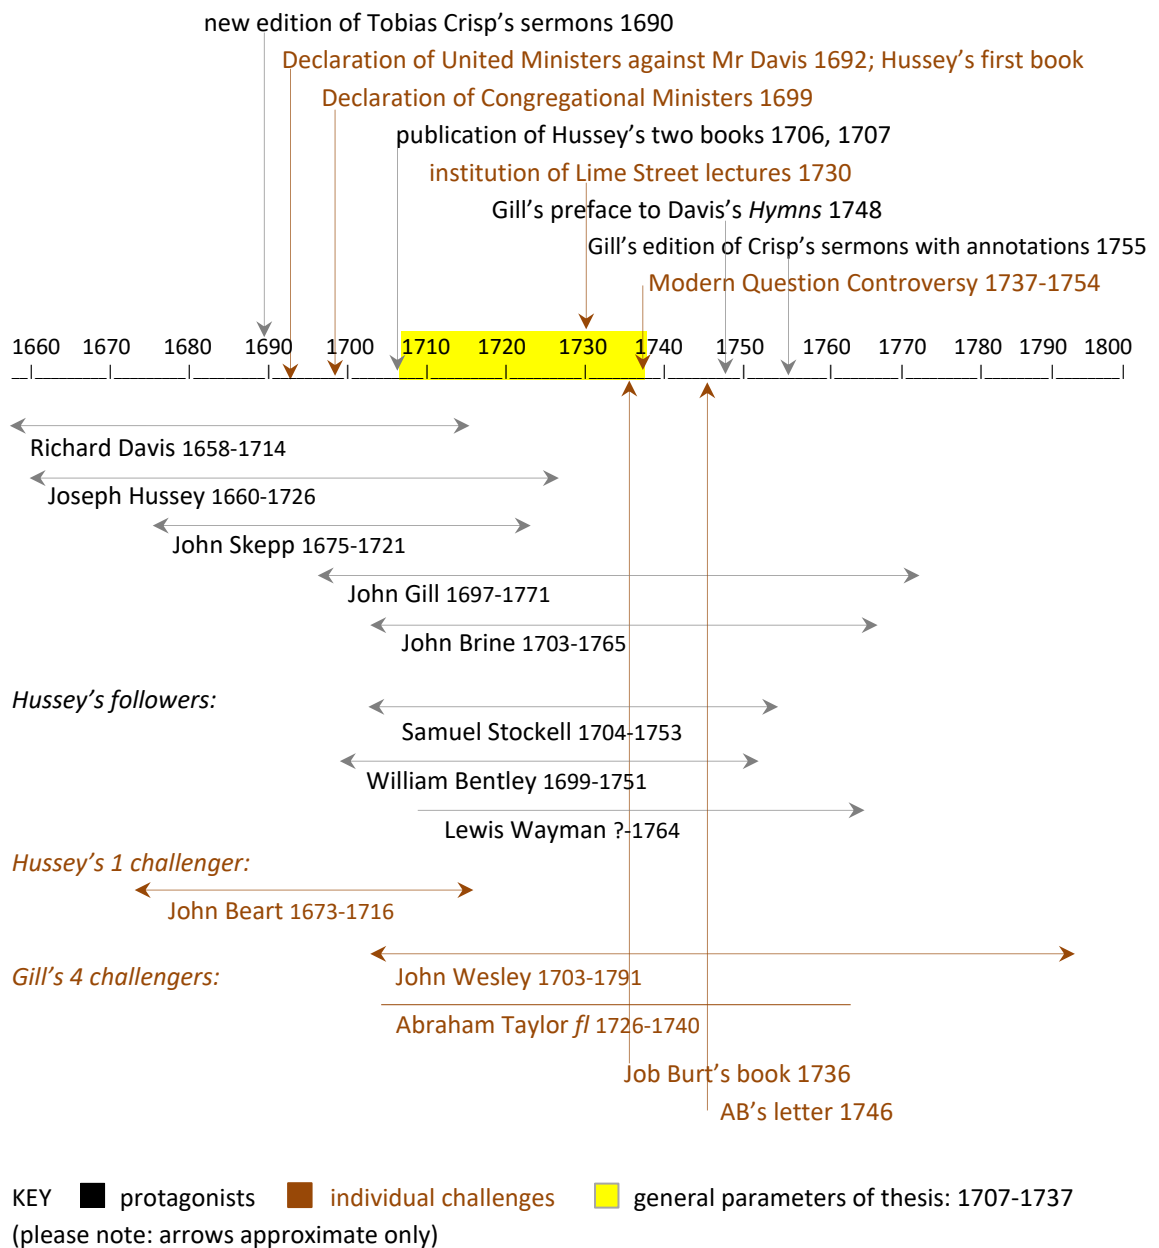 new edition of Tobias Crisp’s sermons 1690
Declaration of United Ministers against Mr Davis 1692; Hussey’s first book
Declaration of Congregational Ministers 1699
publication of Hussey’s two books 1706, 1707
institution of Lime Street lectures 1730
Gill’s preface to Davis’s Hymns 1748
Gill’s edition of Crisp’s sermons with annotations 1755
Modern Question Controversy 1737-1754
1660 1670 1680 1690 1700 1710 1720 1730 1740 1750 1760 1770 1780 1790 1800
Richard Davis 1658-1714
Joseph Hussey 1660-1726
John Skepp 1675-1721
John Gill 1697-1771
John Brine 1703-1765
Hussey’s followers:
Samuel Stockell 1704-1753
William Bentley 1699-1751
Lewis Wayman ?-1764
Hussey’s 1 challenger:
John Beart 1673-1716
Gill’s 4 challengers: John Wesley 1703-1791
Abraham Taylor fl 1726-1740
Job Burt’s book 1736
AB’s letter 1746
KEY protagonists individual challenges general parameters of thesis: 1707-1737
(please note: arrows approximate only)